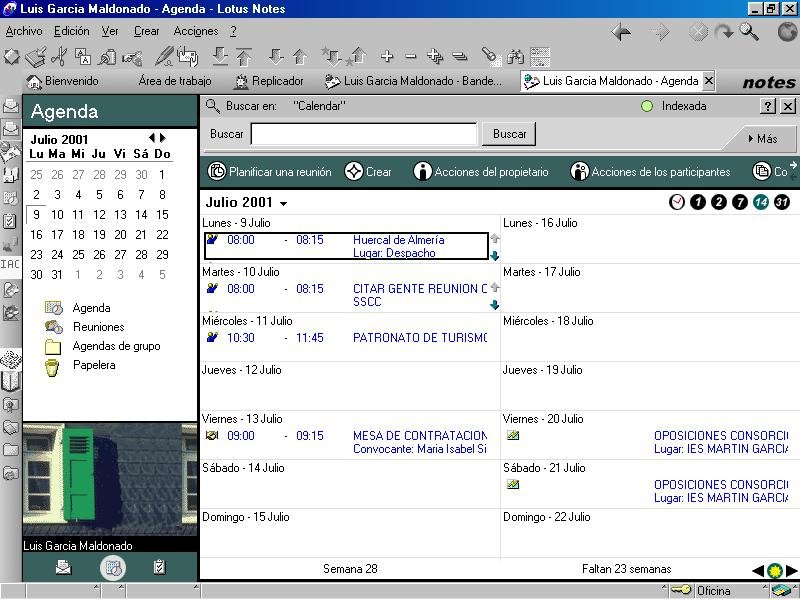 Luis Garcia Maldonado - Agenda - Lotus Notes
Archivo Edición Ver Crear Acciones ?
Bienvenido Área de trabajo Replicador Luis Garcia Maldonado - Bande... Luis Garcia Maldonado - Agenda notes
Agenda
Julio 2001
Lu Ma Mi Ju Vi Sá Do
25 26 27 28 29 30 1
2 3 4 5 6 7 8
9 10 11 12 13 14 15
16 17 18 19 20 21 22
23 24 25 26 27 28 29
30 31 1 2 3 4 5
IAC
Agenda
Reuniones
Agendas de grupo
Papelera
Luis Garcia Maldonado
Buscar en: "Calendar" Indexada ?
Buscar Buscar Más
Planificar una reunión Crear Acciones del propietario Acciones de los participantes Co
Julio 2001 1 2 7 14 31
Lunes - 9 Julio
08:00 - 08:15 Huercal de Almería
Lugar: Despacho
Martes - 10 Julio
08:00 - 08:15 CITAR GENTE REUNION C
SSCC
Miércoles - 11 Julio
10:30 - 11:45 PATRONATO DE TURISMO
Jueves - 12 Julio
Viernes - 13 Julio
09:00 - 09:15 MESA DE CONTRATACION
Convocante: Maria Isabel Si
Sábado - 14 Julio
Domingo - 15 Julio
Lunes - 16 Julio
Martes - 17 Julio
Miércoles - 18 Julio
Jueves - 19 Julio
Viernes - 20 Julio
OPOSICIONES CONSORCI
Lugar: IES MARTIN GARCIA
Sábado - 21 Julio
OPOSICIONES CONSORCI
Lugar: IES MARTIN GARCIA
Domingo - 22 Julio
Semana 28 Faltan 23 semanas
Oficina